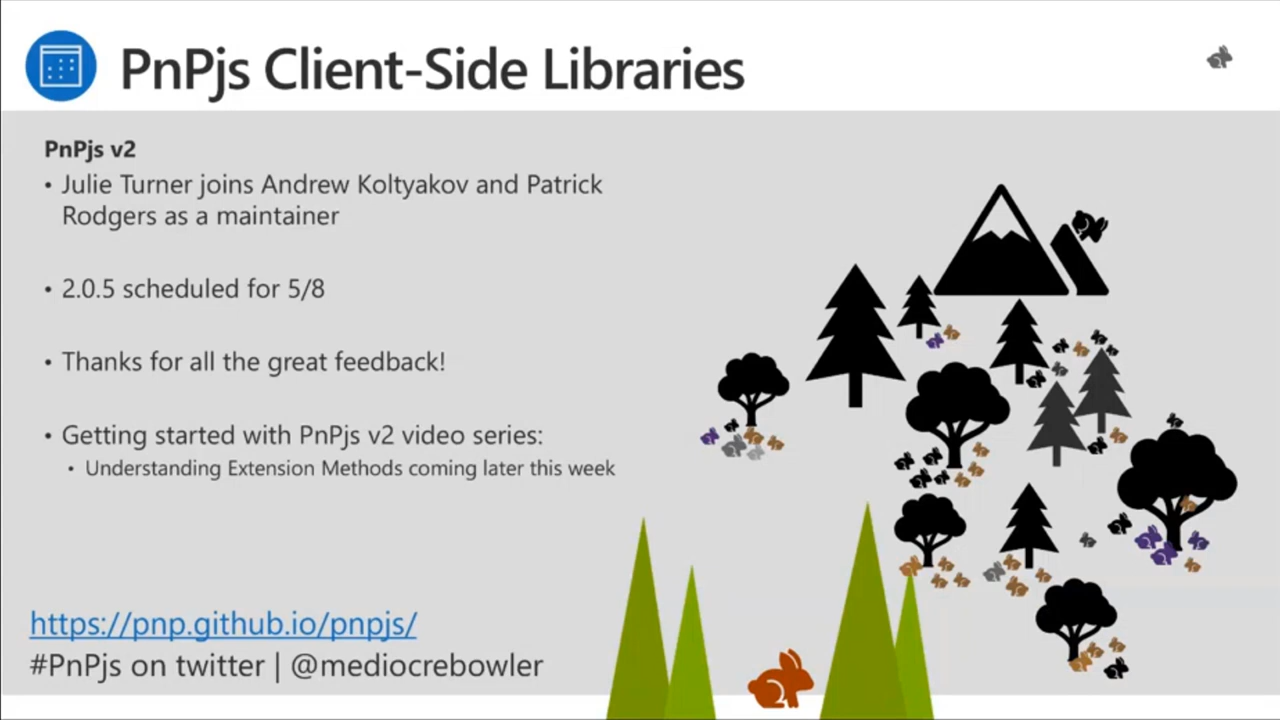 PnPjs Client-Side Libraries
PnPjs v2
• Julie Turner joins Andrew Koltyakov and Patrick
Rodgers as a maintainer
• 2.0.5 scheduled for 5/8
• Thanks for all the great feedback!
• Getting started with PnPjs v2 video series:
• Understanding Extension Methods coming later this week
https://pnp.github.io/pnpjs/
#PnPjs on twitter | @mediocrebowler